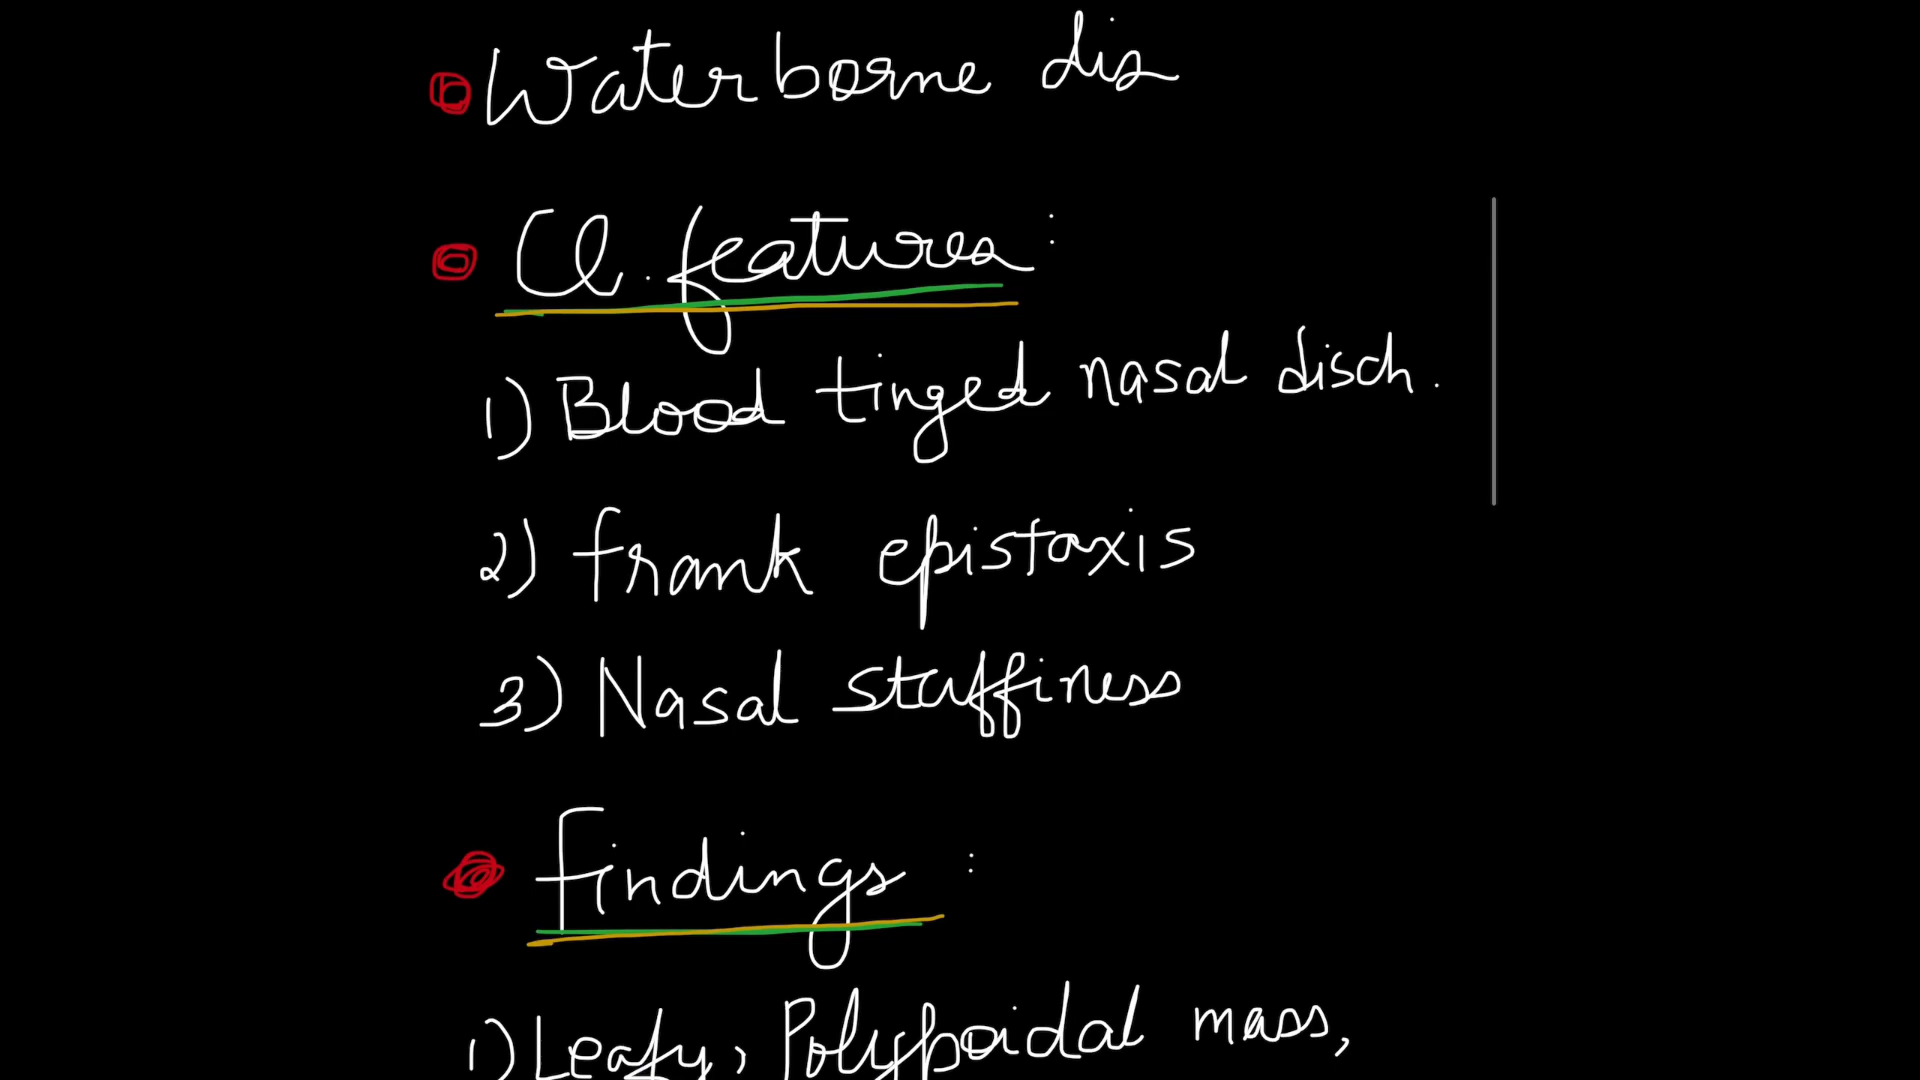 Waterborne dis
Cl. features :
1) Blood tinged nasal disch.
2) frank epistaxis
3) Nasal stuffiness
findings :
1) Leafy, Polypoidal mass,